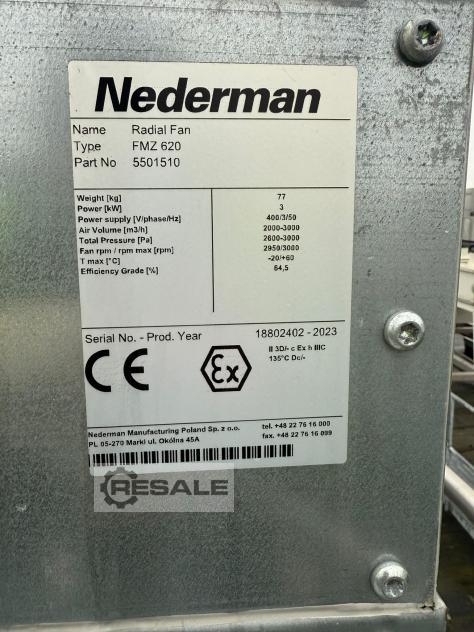 Nederman
Name Radial Fan
Type FMZ 620
Part No 5501510
Weight [kg] 77
Power [kW] 3
Power supply [V/phase/Hz] 400/3/50
Air Volume [m3/h] 2000-3000
Total Pressure [Pa] 2600-3000
Fan rpm / rpm max [rpm] 2950/3000
T max [°C] -20/+60
Efficiency Grade [%] 64,5
Serial No. - Prod. Year 18802402 - 2023
CE Ex II 3D/- c Ex h IIIC
135°C Dc/-
Nederman Manufacturing Poland Sp. z o.o. tel. +48 22 76 16 000
PL 05-270 Marki ul. Okólna 45A fax. +48 22 76 16 099
RESALE